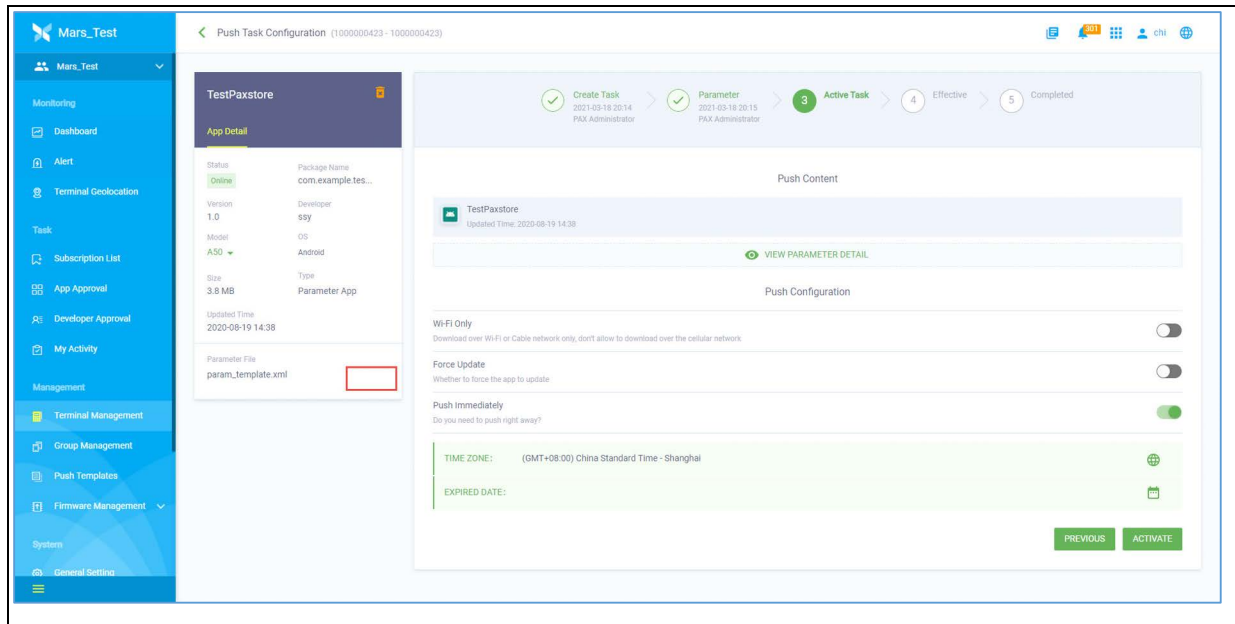 Mars_Test
Push Task Configuration (1000000423 - 1000000423)
301
chi
Mars_Test
Monitoring
Dashboard
Alert
Terminal Geolocation
Task
Subscription List
App Approval
Developer Approval
My Activity
Management
Terminal Management
Group Management
Push Templates
Firmware Management
System
General Setting
TestPaxstore
App Detail
Status
Package Name
Online
com.example.tes...
Version
Developer
1.0
ssy
Model
OS
A50
Android
Size
Type
3.8 MB
Parameter App
Updated Time
2020-08-19 14:38
Parameter File
param_template.xml
Create Task
2021-03-18 20:14
PAX Administrator
Parameter
2021-03-18 20:15
PAX Administrator
3
Active Task
4
Effective
5
Completed
Push Content
TestPaxstore
Updated Time: 2020-08-19 14:38
VIEW PARAMETER DETAIL
Push Configuration
Wi-Fi Only
Download over Wi-Fi or Cable network only, don't allow to download over the cellular network
Force Update
Whether to force the app to update
Push Immediately
Do you need to push right away?
TIME ZONE: (GMT+08:00) China Standard Time - Shanghai
EXPIRED DATE:
PREVIOUS
ACTIVATE